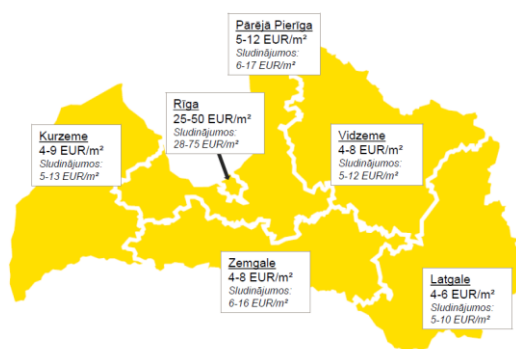 Pārējā Pierīga
5-12 EUR/m²
Sludinājumos:
6-17 EUR/m²
Rīga
25-50 EUR/m²
Sludinājumos:
28-75 EUR/m²
Kurzeme
4-9 EUR/m²
Sludinājumos:
5-13 EUR/m²
Vidzeme
4-8 EUR/m²
Sludinājumos:
5-12 EUR/m²
Zemgale
4-8 EUR/m²
Sludinājumos:
6-16 EUR/m²
Latgale
4-6 EUR/m²
Sludinājumos:
5-10 EUR/m²